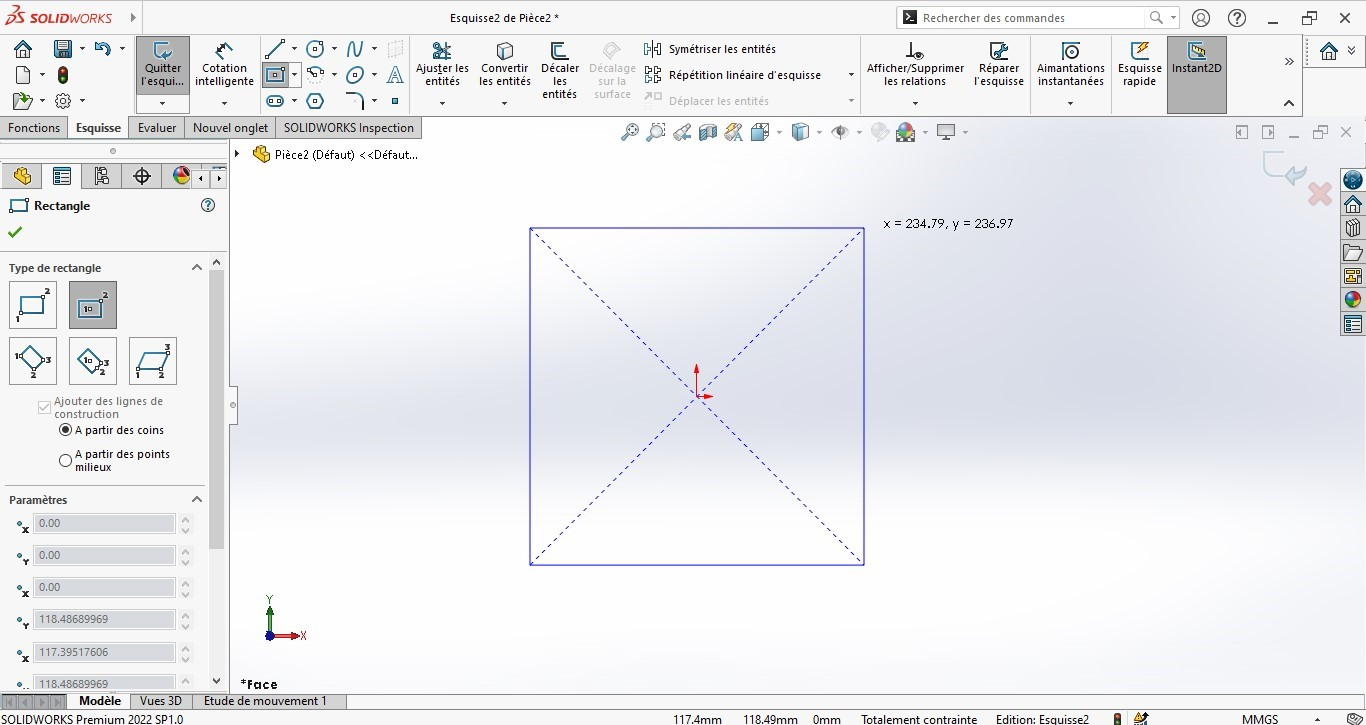 SOLIDWORKS
Esquisse2 de Pièce2 *
Rechercher des commandes
Quitter
l'esqui...
Cotation
intelligente
Ajuster les
entités
Convertir
les entités
Décaler
les
entités
Décalage
sur la
surface
Symétriser les entités
Répétition linéaire d'esquisse
Déplacer les entités
Afficher/Supprimer
les relations
Réparer
l'esquisse
Aimantations
instantanées
Esquisse
rapide
Instant2D
Fonctions
Esquisse
Evaluer
Nouvel onglet
SOLIDWORKS Inspection
Pièce2 (Défaut) <<Défaut...
Rectangle
Type de rectangle
Ajouter des lignes de
construction
A partir des coins
A partir des points
milieux
Paramètres
0.00
0.00
0.00
118.48689969
117.39517606
118.48689969
x = 234.79, y = 236.97
Y
X
*Face
Modèle
Vues 3D
Etude de mouvement 1
SOLIDWORKS Premium 2022 SP1.0
117.4mm
118.49mm
0mm
Totalement contrainte
Edition: Esquisse2
MMGS